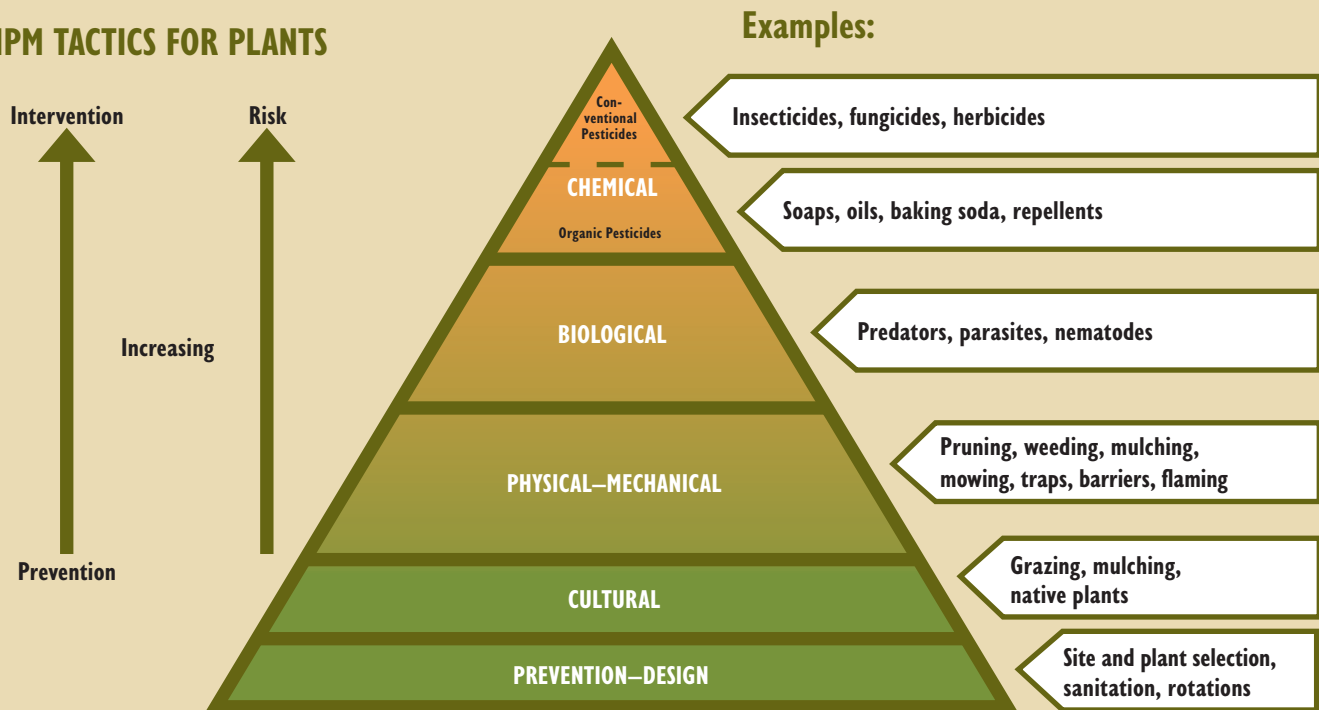 IPM TACTICS FOR PLANTS
Examples:
Intervention
Risk
Increasing
Prevention
Con-
ventional
Pesticides
Insecticides, fungicides, herbicides
CHEMICAL
Organic Pesticides
Soaps, oils, baking soda, repellents
BIOLOGICAL
Predators, parasites, nematodes
PHYSICAL–MECHANICAL
Pruning, weeding, mulching,
mowing, traps, barriers, flaming
CULTURAL
Grazing, mulching,
native plants
PREVENTION–DESIGN
Site and plant selection,
sanitation, rotations